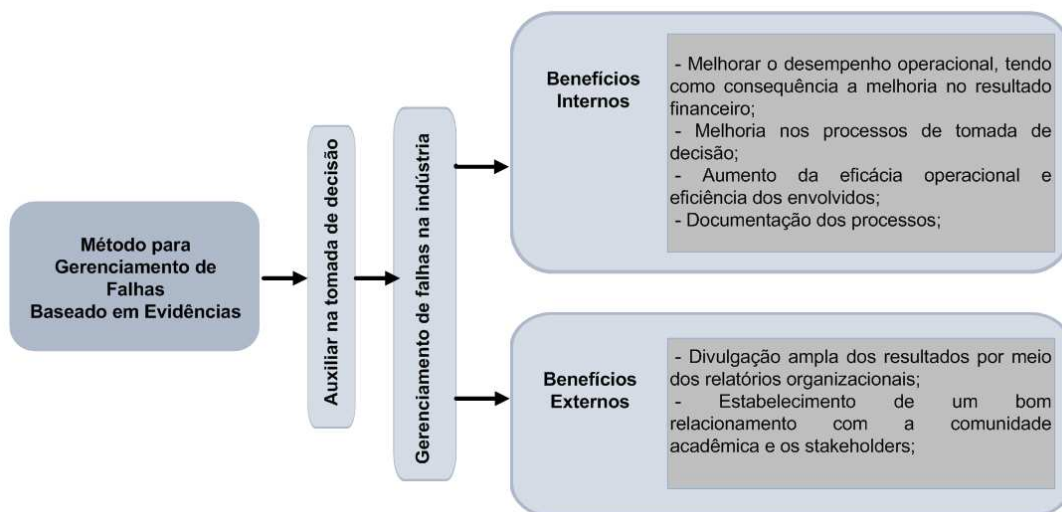 Método para
Gerenciamento de
Falhas
Baseado em Evidências
Auxiliar na tomada de decisão
Gerenciamento de falhas na indústria
Benefícios
Internos
- Melhorar o desempenho operacional, tendo
como consequência a melhoria no resultado
financeiro;
- Melhoria nos processos de tomada de
decisão;
- Aumento da eficácia operacional e
eficiência dos envolvidos;
- Documentação dos processos;
Benefícios
Externos
- Divulgação ampla dos resultados por meio
dos relatórios organizacionais;
- Estabelecimento de um bom
relacionamento com a comunidade
acadêmica e os stakeholders;